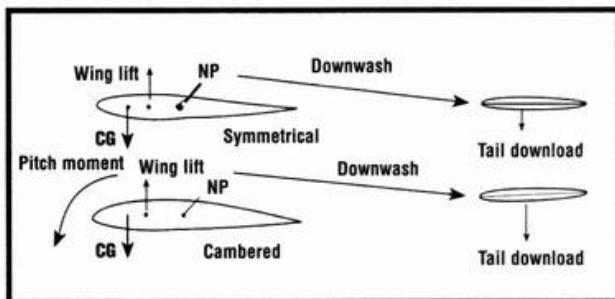 Wing lift
NP
Downwash
CG
Symmetrical
Tail download
Pitch moment
Wing lift
NP
Downwash
CG
Cambered
Tail download